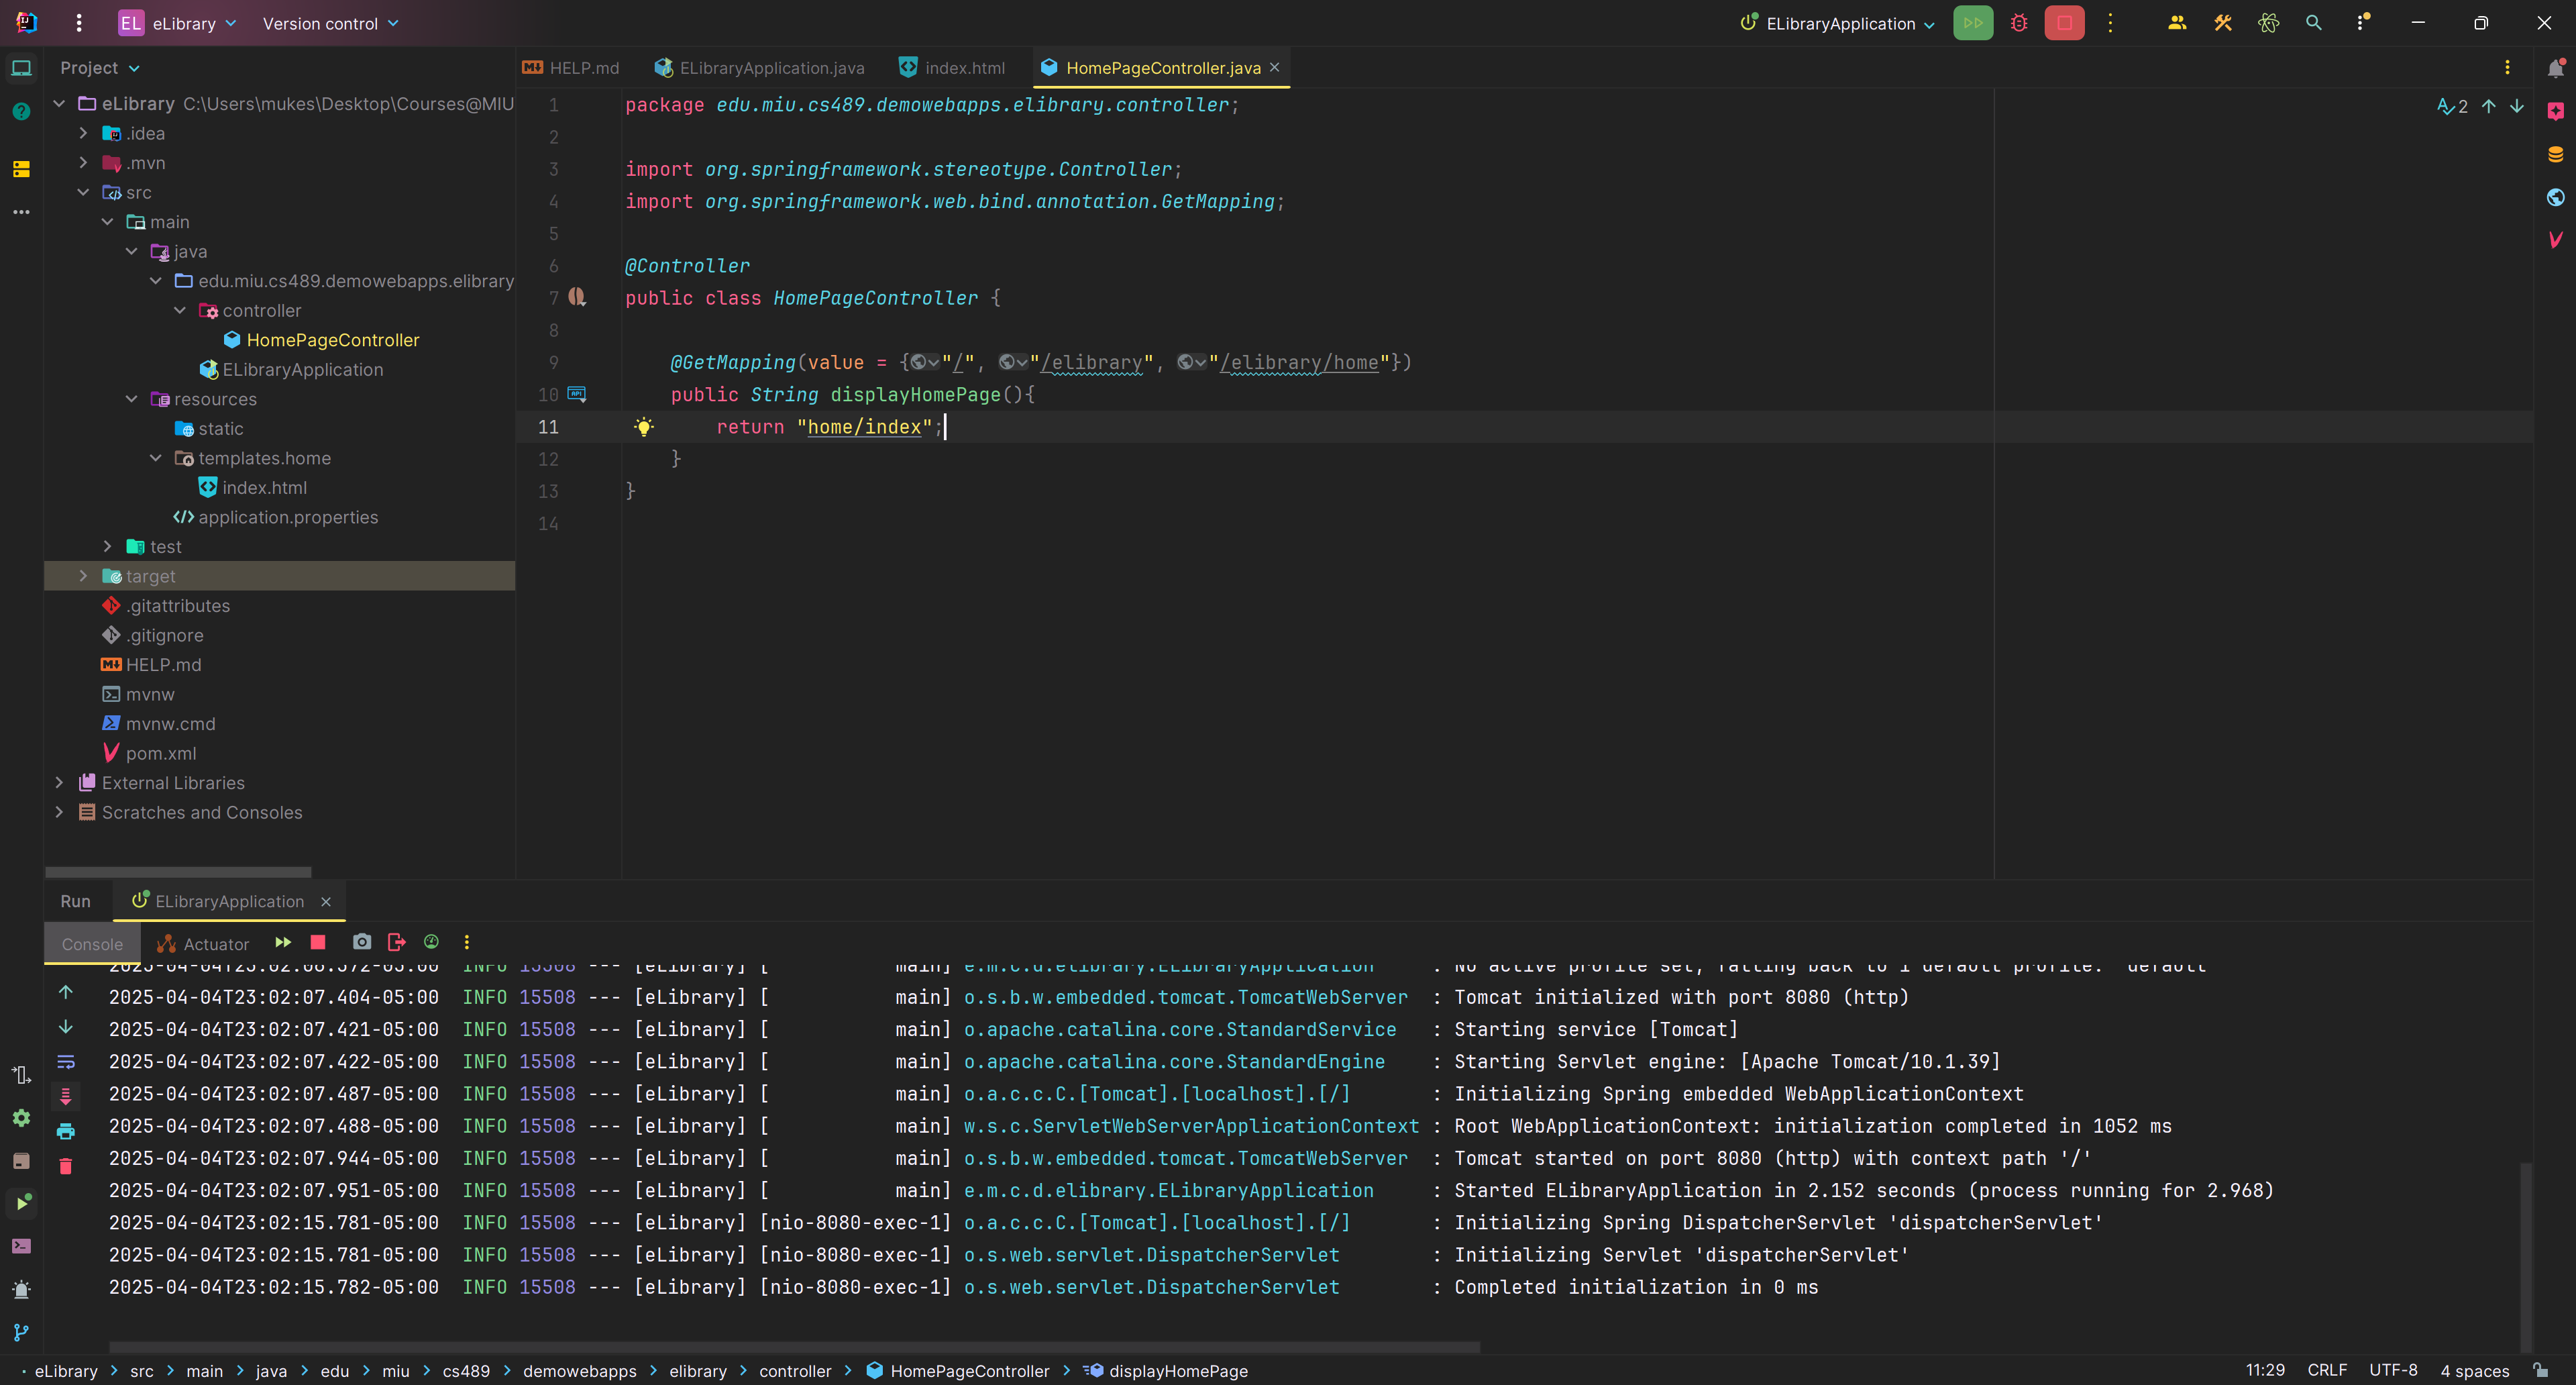 EL eLibrary Version control ELibraryApplication
Project
HELP.md ELibraryApplication.java index.html HomePageController.java
eLibrary C:\Users\mukes\Desktop\Courses@MIU
.idea
.mvn
src
main
java
edu.miu.cs489.demowebapps.elibrary
controller
HomePageController
ELibraryApplication
resources
static
templates.home
index.html
application.properties
test
target
.gitattributes
.gitignore
HELP.md
mvnw
mvnw.cmd
pom.xml
External Libraries
Scratches and Consoles
1 package edu.miu.cs489.demowebapps.elibrary.controller;
2
3 import org.springframework.stereotype.Controller;
4 import org.springframework.web.bind.annotation.GetMapping;
5
6 @Controller
7 public class HomePageController {
8
9 @GetMapping(value = {"/", "/elibrary", "/elibrary/home"})
10 public String displayHomePage(){
11 return "home/index";
12 }
13 }
14
2
Run ELibraryApplication
Console Actuator
2025-04-04T23:02:06.372-05:00 INFO 15508 --- [eLibrary] [ main] e.m.c.d.elibrary.ELibraryApplication : No active profile set, falling back to 1 default profile: "default"
2025-04-04T23:02:07.404-05:00 INFO 15508 --- [eLibrary] [ main] o.s.b.w.embedded.tomcat.TomcatWebServer : Tomcat initialized with port 8080 (http)
2025-04-04T23:02:07.421-05:00 INFO 15508 --- [eLibrary] [ main] o.apache.catalina.core.StandardService : Starting service [Tomcat]
2025-04-04T23:02:07.422-05:00 INFO 15508 --- [eLibrary] [ main] o.apache.catalina.core.StandardEngine : Starting Servlet engine: [Apache Tomcat/10.1.39]
2025-04-04T23:02:07.487-05:00 INFO 15508 --- [eLibrary] [ main] o.a.c.c.C.[Tomcat].[localhost].[/] : Initializing Spring embedded WebApplicationContext
2025-04-04T23:02:07.488-05:00 INFO 15508 --- [eLibrary] [ main] w.s.c.ServletWebServerApplicationContext : Root WebApplicationContext: initialization completed in 1052 ms
2025-04-04T23:02:07.944-05:00 INFO 15508 --- [eLibrary] [ main] o.s.b.w.embedded.tomcat.TomcatWebServer : Tomcat started on port 8080 (http) with context path '/'
2025-04-04T23:02:07.951-05:00 INFO 15508 --- [eLibrary] [ main] e.m.c.d.elibrary.ELibraryApplication : Started ELibraryApplication in 2.152 seconds (process running for 2.968)
2025-04-04T23:02:15.781-05:00 INFO 15508 --- [eLibrary] [nio-8080-exec-1] o.a.c.c.C.[Tomcat].[localhost].[/] : Initializing Spring DispatcherServlet 'dispatcherServlet'
2025-04-04T23:02:15.781-05:00 INFO 15508 --- [eLibrary] [nio-8080-exec-1] o.s.web.servlet.DispatcherServlet : Initializing Servlet 'dispatcherServlet'
2025-04-04T23:02:15.782-05:00 INFO 15508 --- [eLibrary] [nio-8080-exec-1] o.s.web.servlet.DispatcherServlet : Completed initialization in 0 ms
eLibrary > src > main > java > edu > miu > cs489 > demowebapps > elibrary > controller > HomePageController > displayHomePage 11:29 CRLF UTF-8 4 spaces